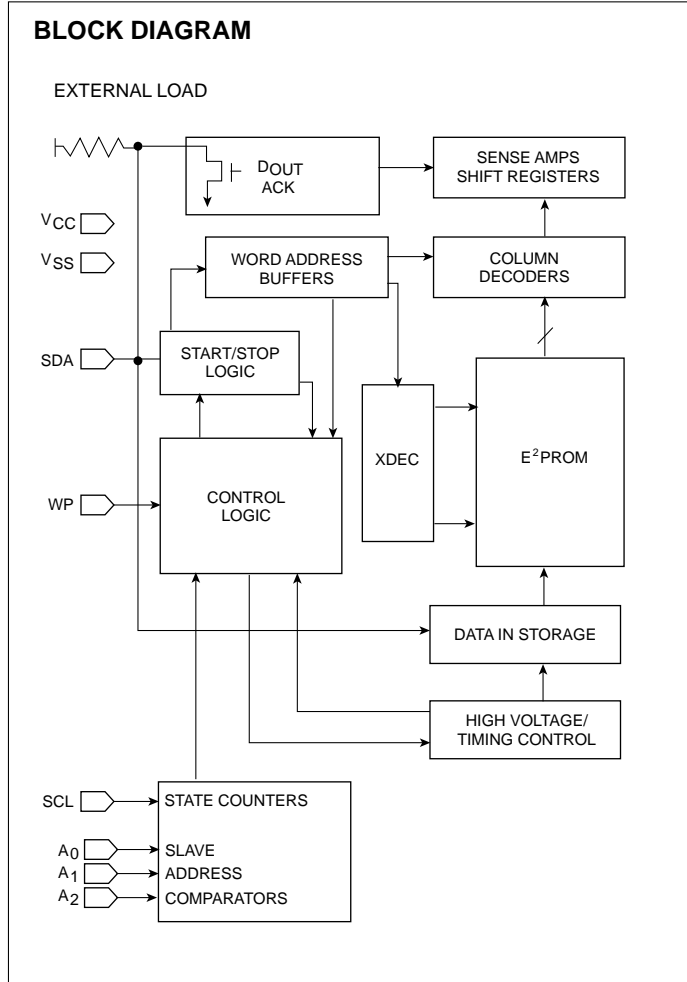 BLOCK DIAGRAM
EXTERNAL LOAD
DOUT
ACK
SENSE AMPS
SHIFT REGISTERS
VCC
VSS
WORD ADDRESS
BUFFERS
COLUMN
DECODERS
SDA
START/STOP
LOGIC
XDEC
E²PROM
WP
CONTROL
LOGIC
DATA IN STORAGE
HIGH VOLTAGE/
TIMING CONTROL
SCL
STATE COUNTERS
A0
SLAVE
A1
ADDRESS
A2
COMPARATORS